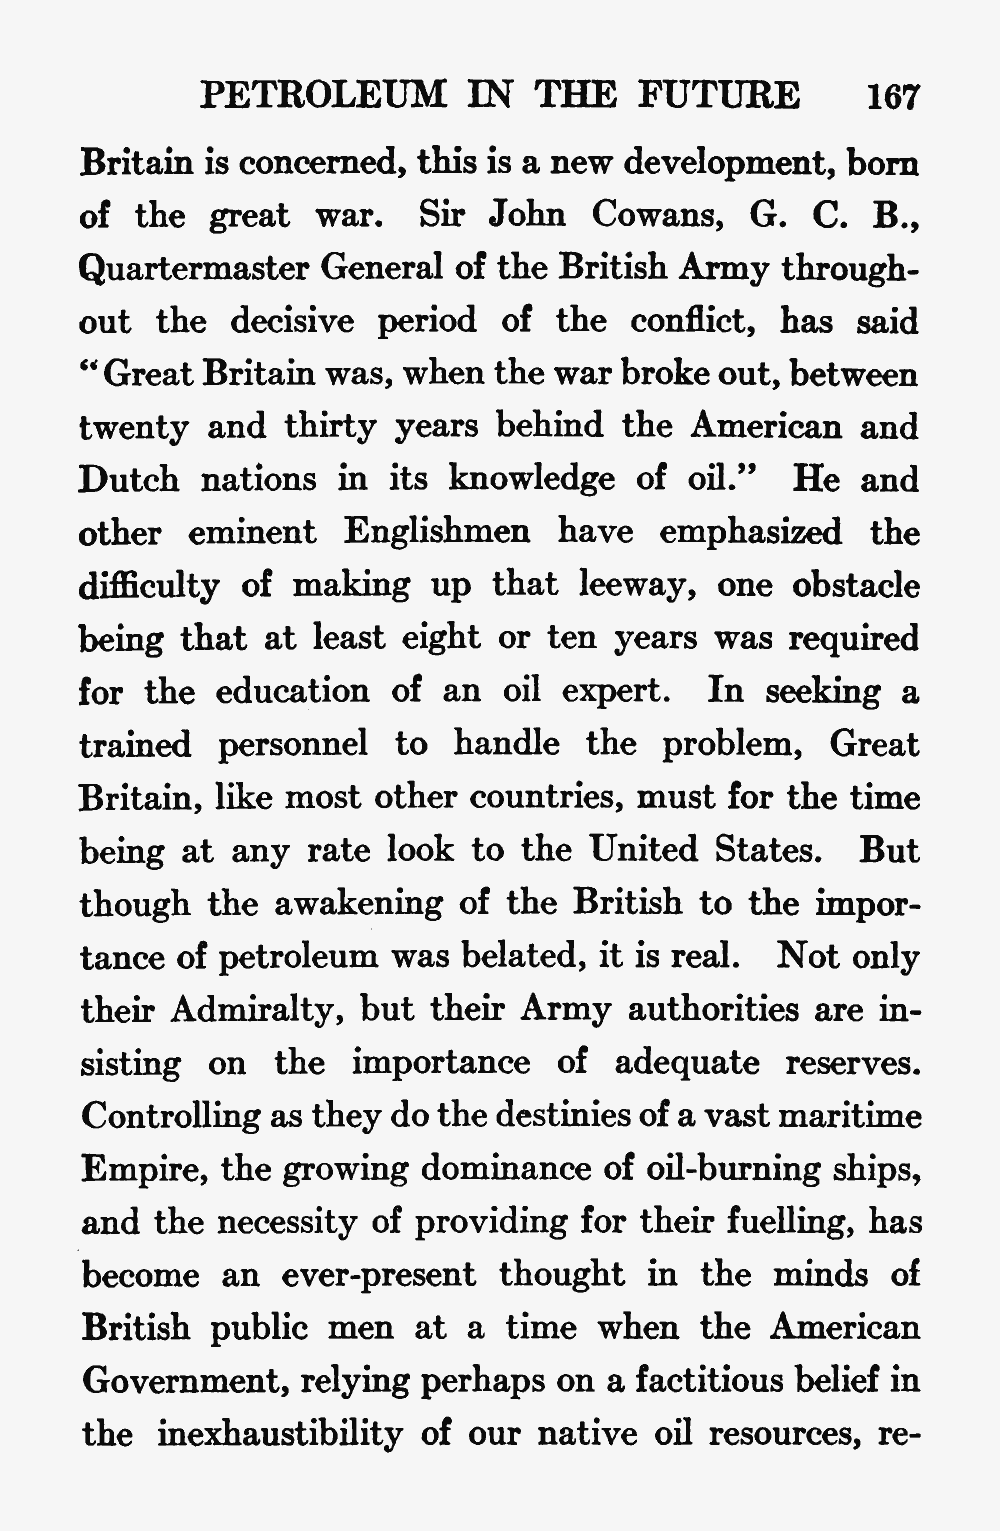 PETROLEUM IN THE FUTURE 167
Britain is concerned, this is a new development, born
of the great war. Sir John Cowans, G. C. B.,
Quartermaster General of the British Army through-
out the decisive period of the conflict, has said
“Great Britain was, when the war broke out, between
twenty and thirty years behind the American and
Dutch nations in its knowledge of oil.” He and
other eminent Englishmen have emphasized the
difficulty of making up that leeway, one obstacle
being that at least eight or ten years was required
for the education of an oil expert. In seeking a
trained personnel to handle the problem, Great
Britain, like most other countries, must for the time
being at any rate look to the United States. But
though the awakening of the British to the impor-
tance of petroleum was belated, it is real. Not only
their Admiralty, but their Army authorities are in-
sisting on the importance of adequate reserves.
Controlling as they do the destinies of a vast maritime
Empire, the growing dominance of oil-burning ships,
and the necessity of providing for their fuelling, has
become an ever-present thought in the minds of
British public men at a time when the American
Government, relying perhaps on a factitious belief in
the inexhaustibility of our native oil resources, re-